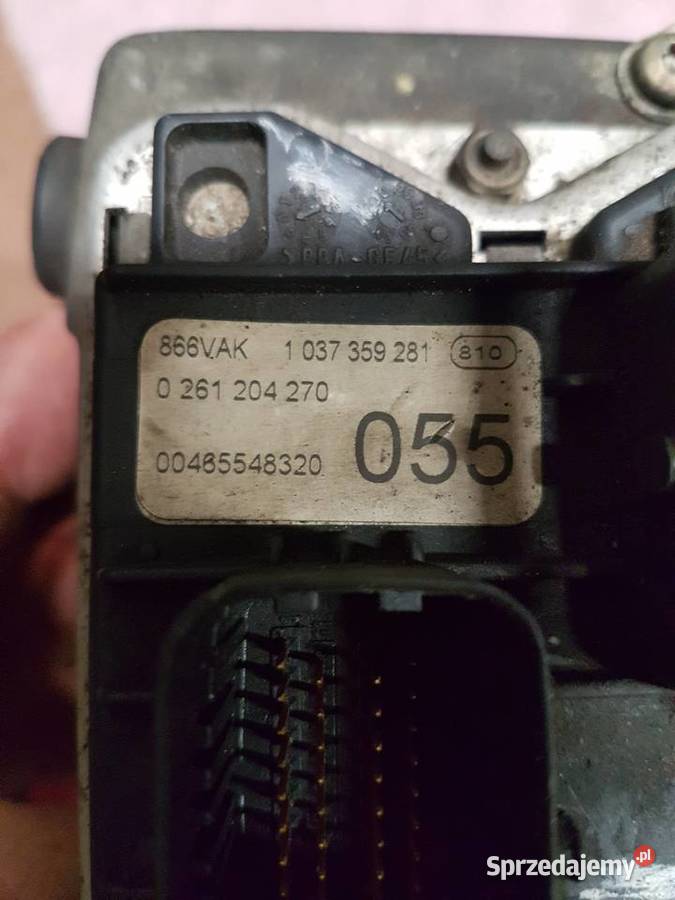 866VAK 1 037 359 281 810
0 261 204 270
055
00465548320
Sprzedajemy.pl